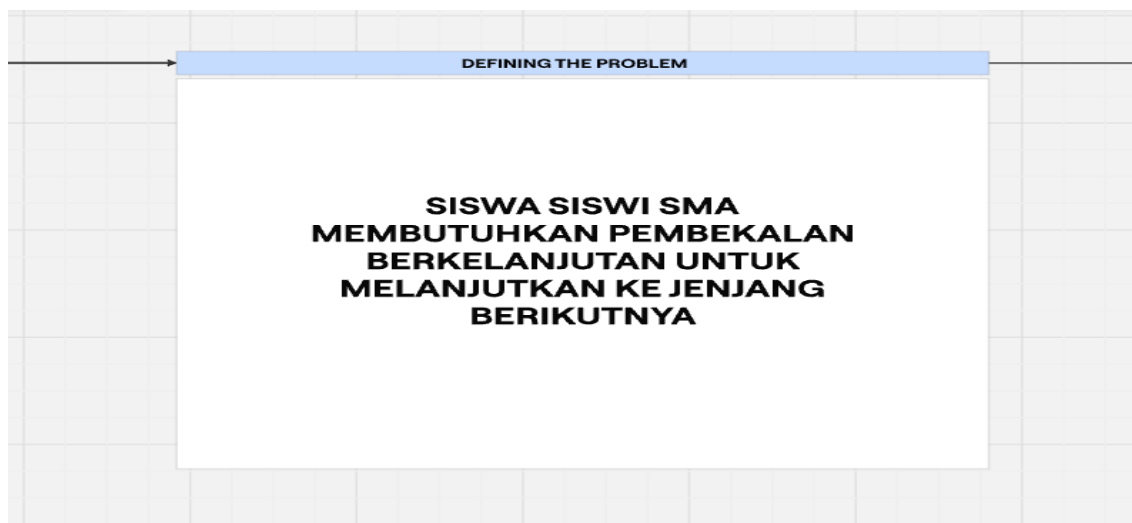 DEFINING THE PROBLEM
SISWA SISWI SMA
MEMBUTUHKAN PEMBEKALAN
BERKELANJUTAN UNTUK
MELANJUTKAN KE JENJANG
BERIKUTNYA